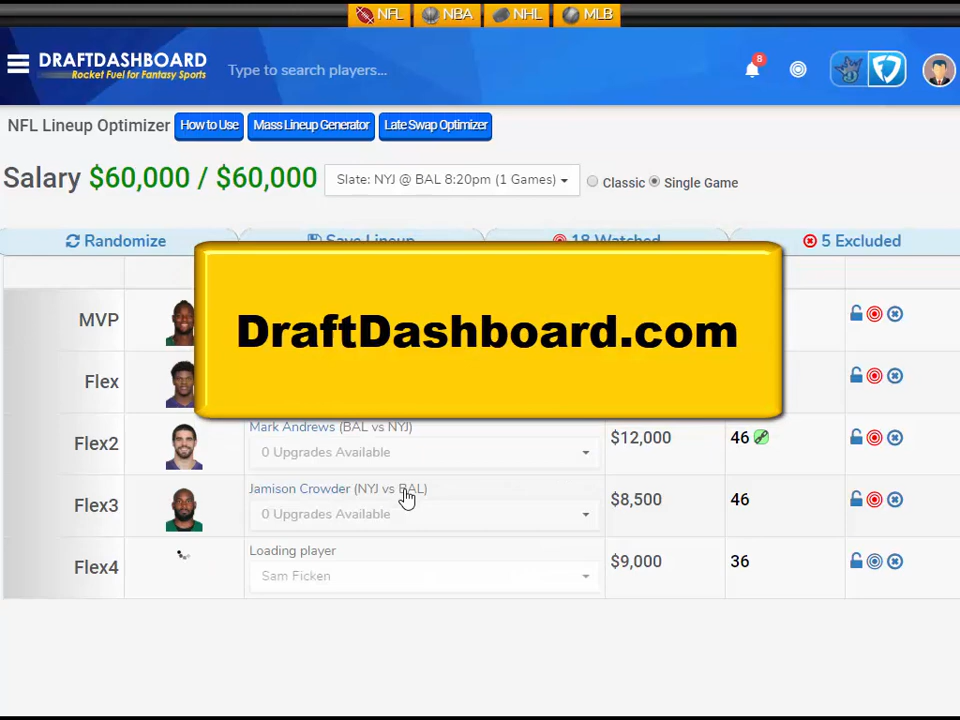 NFL NBA NHL MLB
DRAFTDASHBOARD
Rocket Fuel for Fantasy Sports
Type to search players...
8
NFL Lineup Optimizer How to Use Mass Lineup Generator Late Swap Optimizer
Salary $60,000 / $60,000 Slate: NYJ @ BAL 8:20pm (1 Games) Classic Single Game
Randomize Save Lineup 18 Watched 5 Excluded
DraftDashboard.com
MVP
Flex
Mark Andrews (BAL vs NYJ)
Flex2 0 Upgrades Available $12,000 46
Jamison Crowder (NYJ vs BAL)
Flex3 0 Upgrades Available $8,500 46
Loading player
Flex4 Sam Ficken $9,000 36